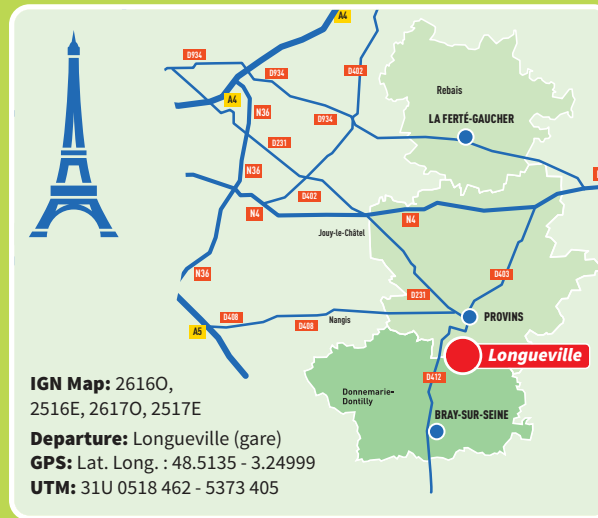 A4
D934
D934
D402
A4
Rebais
N36
D934
LA FERTÉ-GAUCHER
D231
N36
D402
N4
N4
Jouy-le-Châtel
N36
D403
D231
D408
D408
Nangis
PROVINS
A5
Longueville
D412
Donnemarie-
Dontilly
BRAY-SUR-SEINE
IGN Map: 2616O,
2516E, 2617O, 2517E
Departure: Longueville (gare)
GPS: Lat. Long. : 48.5135 - 3.24999
UTM: 31U 0518 462 - 5373 405